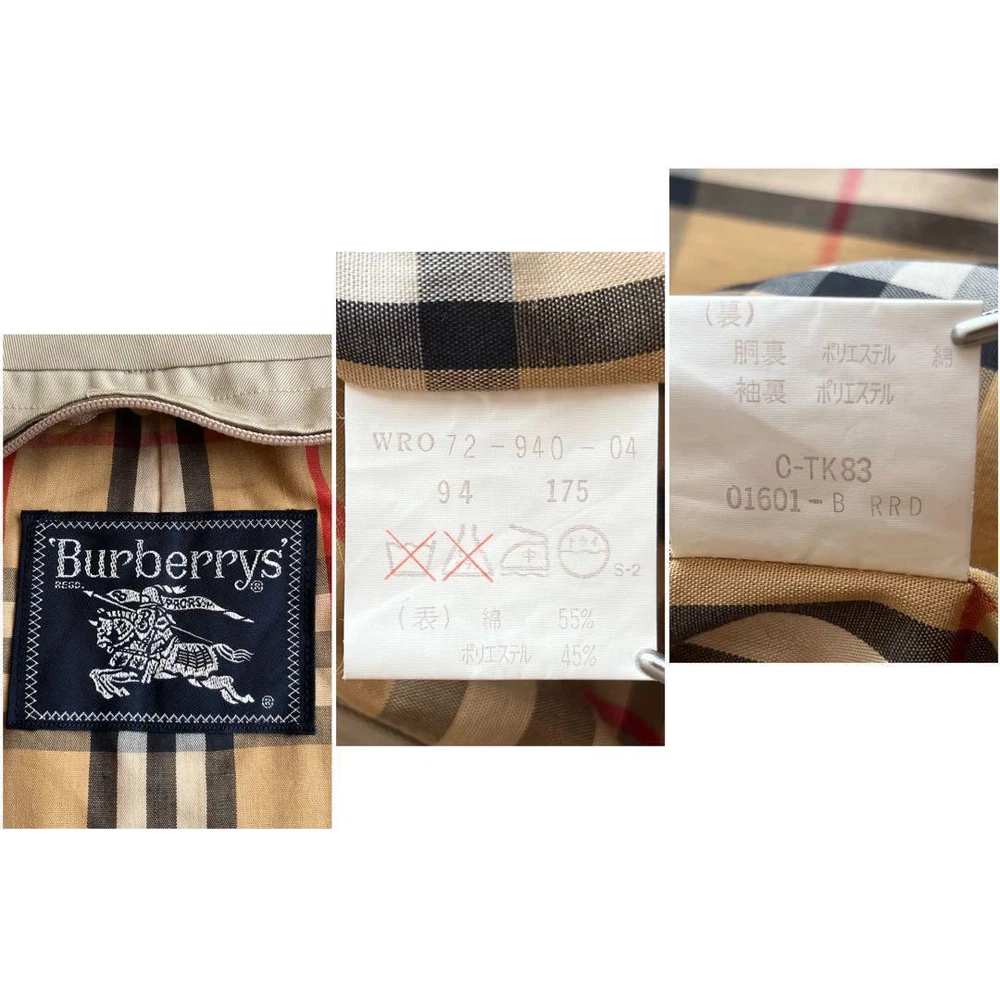 'Burberrys'
REGD. ®
PRORSUM
®
WRO 72-940-04
94 175
S-2
(表) 綿 55%
ポリエステル 45%
(裏)
胴裏 ポリエステル 綿
袖裏 ポリエステル
C-TK83
01601-B RRD